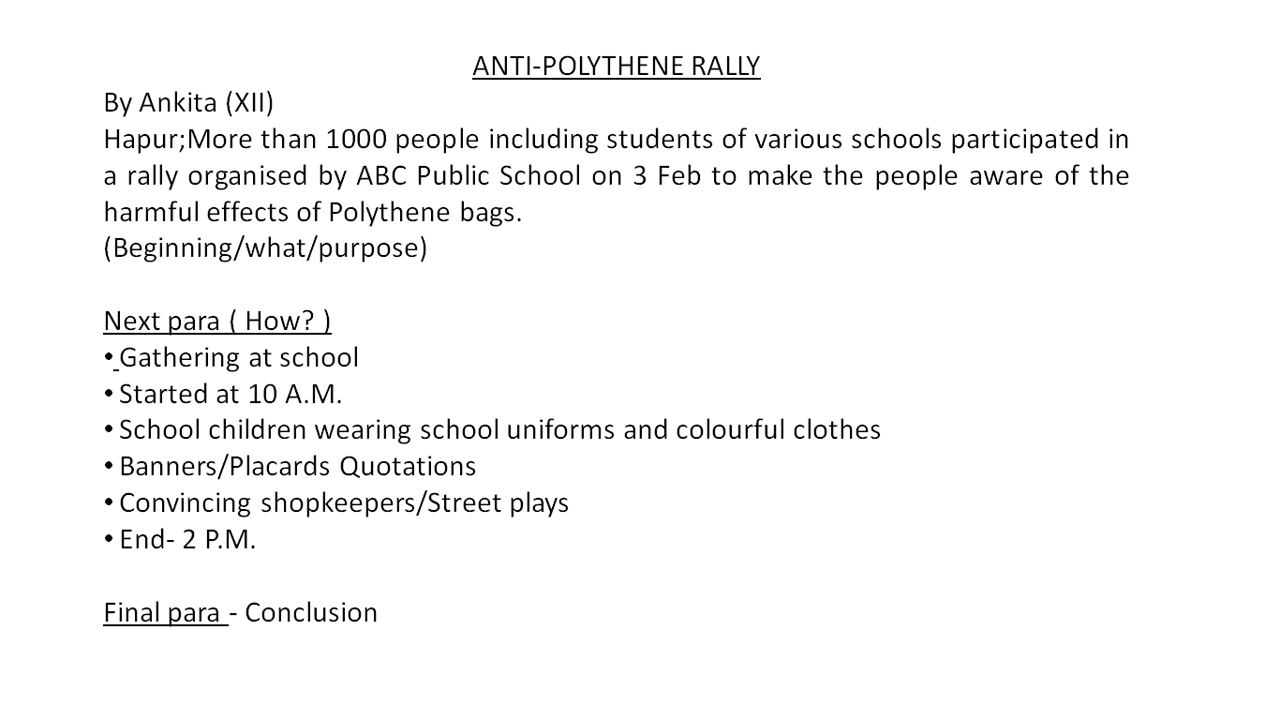 ANTI-POLYTHENE RALLY
By Ankita (XII)
Hapur;More than 1000 people including students of various schools participated in
a rally organised by ABC Public School on 3 Feb to make the people aware of the
harmful effects of Polythene bags.
(Beginning/what/purpose)
Next para ( How? )
• Gathering at school
• Started at 10 A.M.
• School children wearing school uniforms and colourful clothes
• Banners/Placards Quotations
• Convincing shopkeepers/Street plays
• End- 2 P.M.
Final para - Conclusion